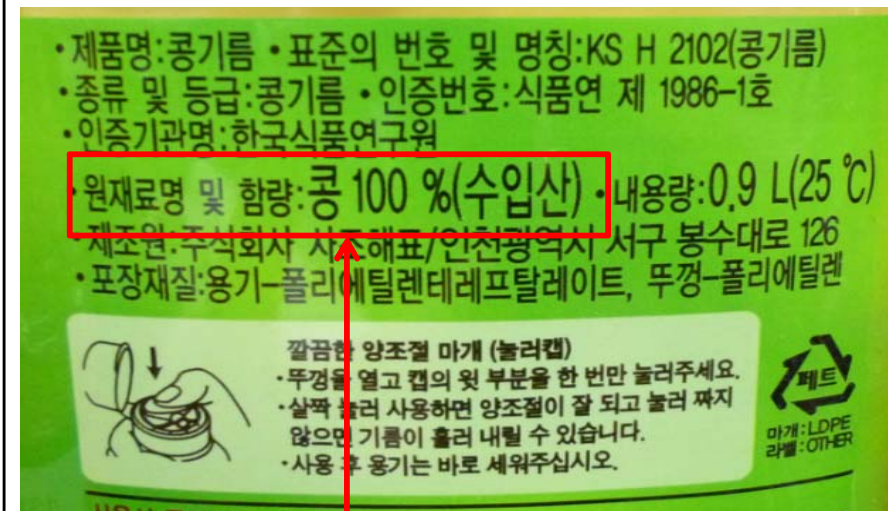 ·제품명:콩기름 ·표준의 번호 및 명칭:KS H 2102(콩기름)
·종류 및 등급:콩기름 ·인증번호:식품연 제 1986-1호
·인증기관명:한국식품연구원
·원재료명 및 함량:콩 100 %(수입산) ·내용량:0.9 L(25 ℃)
·제조원:주식회사 사조해표/인천광역시 서구 봉수대로 126
·포장재질:용기-폴리에틸렌테레프탈레이트, 뚜껑-폴리에틸렌
깔끔한 양조절 마개 (눌러캡)
·뚜껑을 열고 캡의 윗 부분을 한 번만 눌러주세요.
·살짝 눌러 사용하면 양조절이 잘 되고 눌러 짜지
않으면 기름이 흘러 내릴 수 있습니다.
·사용 후 용기는 바로 세워주십시오.
페트
마개:LDPE
라벨:OTHER